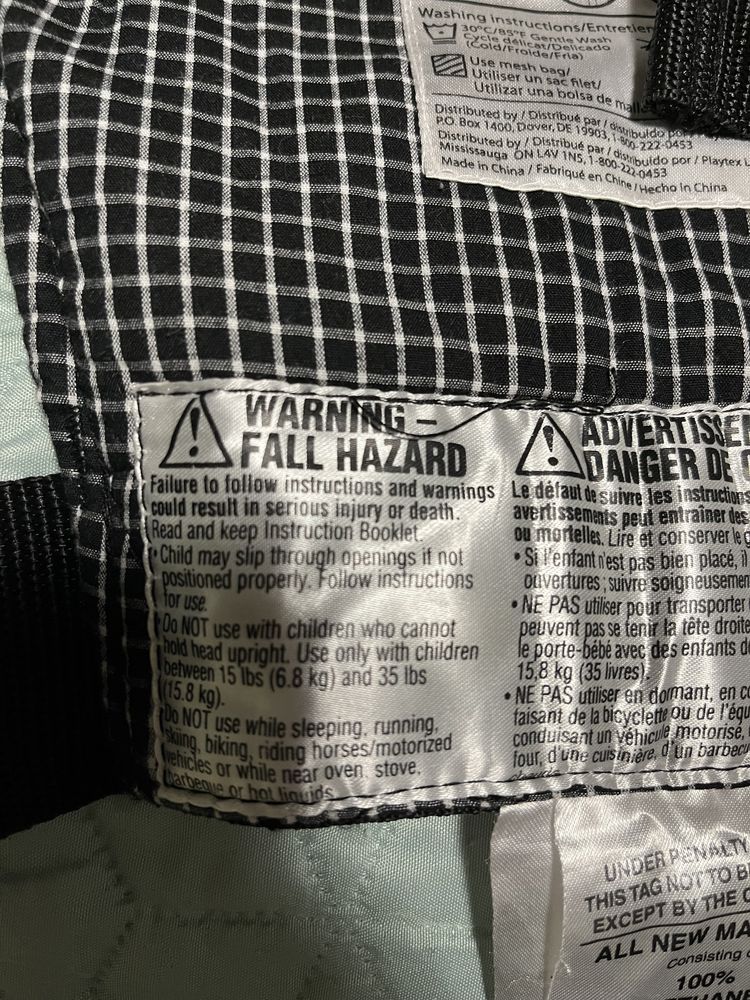 Washing Instructions/Entretien
30°C/85°F Gentle Wash
Cycle délicat/Delicado
(Cold/Froide/Fría)
Use mesh bag/
Utiliser un sac filet/
Utilizar una bolsa de
Distributed by / Distribué par / distribuido por
P.O. Box 1400, Dover, DE 19903, 1-800-222-0453
Distributed by / Distribué par / distribuido por / Playtex
Mississauga ON L4V 1N5, 1-800-222-0453
Made in China / Fabriqué en Chine / Hecho in China
WARNING –
FALL HAZARD
Failure to follow instructions and warnings
could result in serious injury or death.
Read and keep Instruction Booklet.
• Child may slip through openings if not
positioned properly. Follow instructions
for use.
• Do NOT use with children who cannot
hold head upright. Use only with children
between 15 lbs (6.8 kg) and 35 lbs
(15.8 kg).
• Do NOT use while sleeping, running,
skiing, biking, riding horses/motorized
vehicles or while near oven, stove,
barbeque or hot liquids.
ADVERTISSE
DANGER DE
Le défaut de suivre les instructions
avertissements peut entraîner des
ou mortelles. Lire et conserver le
• Si l'enfant n'est pas bien placé, il
ouvertures ; suivre soigneusemen
• NE PAS utiliser pour transporter
peuvent pas se tenir la tête droite
le porte-bébé avec des enfants de
15,8 kg (35 livres).
• NE PAS utiliser en dormant, en
faisant de la bicyclette ou de l'équ
conduisant un véhicule motorisé,
four, d'une cuisinière, d'un barbecu
UNDER PENALTY
THIS TAG NOT TO B
EXCEPT BY THE C
ALL NEW MA
Consisting
100%